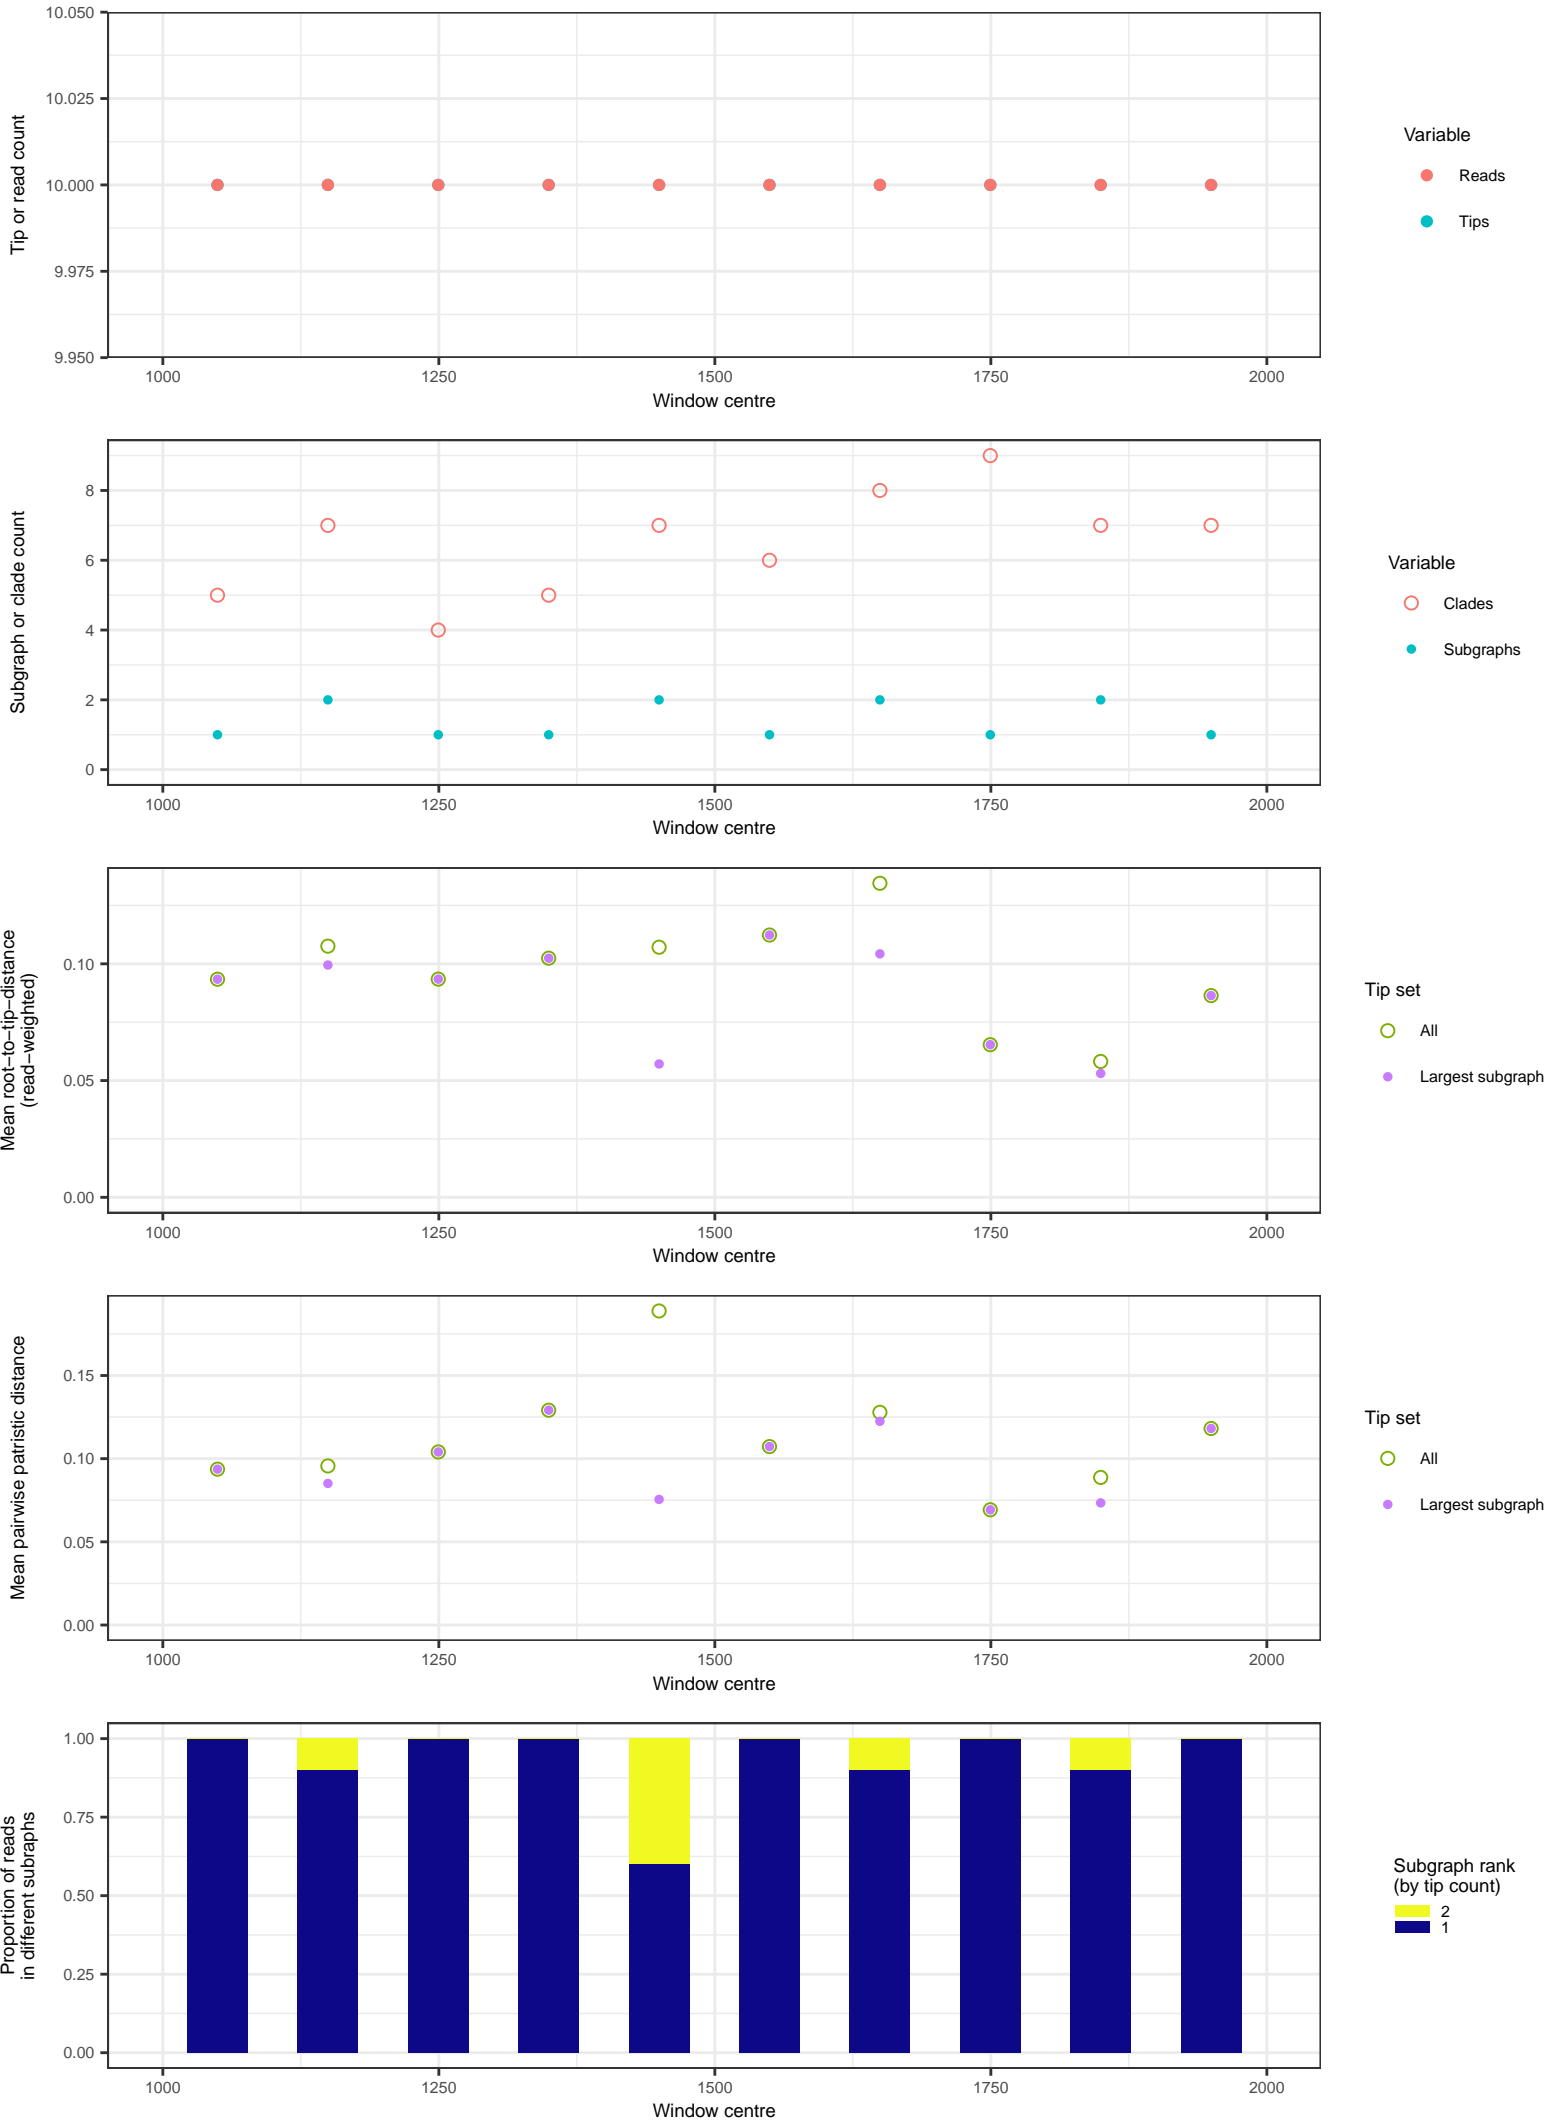 10.050
10.025
10.000
9.975
9.950
Tip or read count
1000 1250 1500 1750 2000
Window centre
Variable
Reads
Tips
8
6
4
2
0
Subgraph or clade count
1000 1250 1500 1750 2000
Window centre
Variable
Clades
Subgraphs
0.10
0.05
0.00
Mean root−to−tip−distance
(read−weighted)
1000 1250 1500 1750 2000
Window centre
Tip set
All
Largest subgraph
0.15
0.10
0.05
0.00
Mean pairwise patristic distance
1000 1250 1500 1750 2000
Window centre
Tip set
All
Largest subgraph
1.00
0.75
0.50
0.25
0.00
Proportion of reads
in different subraphs
1000 1250 1500 1750 2000
Window centre
Subgraph rank
(by tip count)
2
1